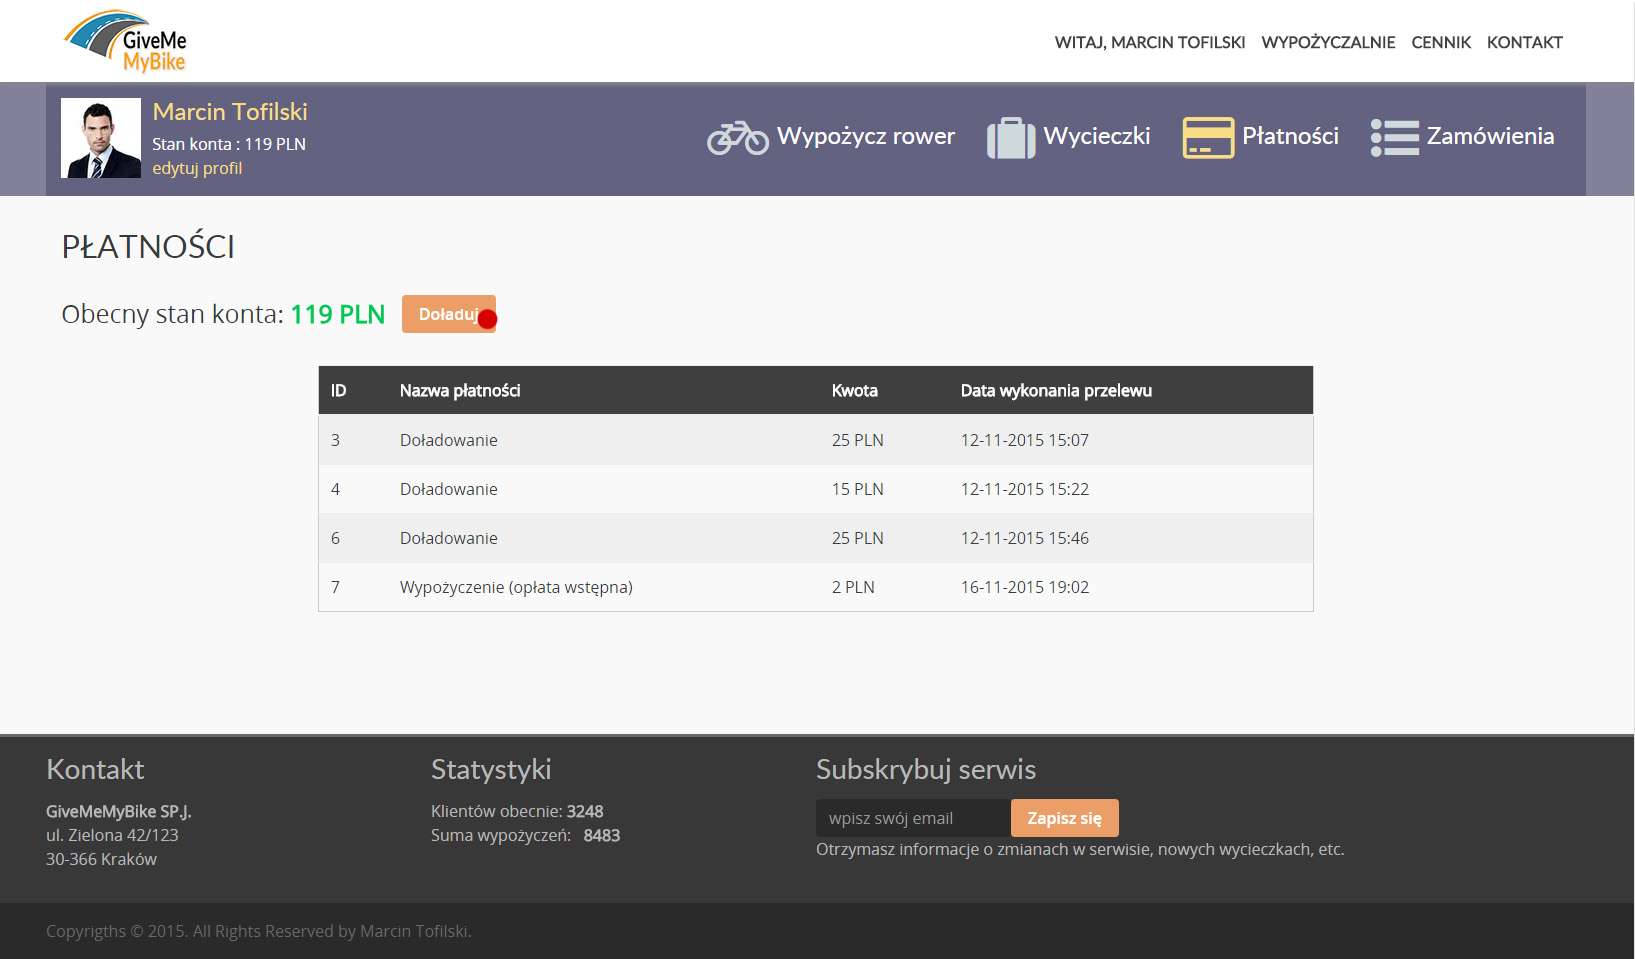 GiveMe
MyBike
WITAJ, MARCIN TOFILSKI WYPOŻYCZALNIE CENNIK KONTAKT
Marcin Tofilski
Stan konta : 119 PLN
edytuj profil
Wypożycz rower Wycieczki Płatności Zamówienia
PŁATNOŚCI
Obecny stan konta: 119 PLN Doładuj
ID Nazwa płatności Kwota Data wykonania przelewu
3 Doładowanie 25 PLN 12-11-2015 15:07
4 Doładowanie 15 PLN 12-11-2015 15:22
6 Doładowanie 25 PLN 12-11-2015 15:46
7 Wypożyczenie (opłata wstępna) 2 PLN 16-11-2015 19:02
Kontakt
GiveMeMyBike SP.J.
ul. Zielona 42/123
30-366 Kraków
Statystyki
Klientów obecnie: 3248
Suma wypożyczeń: 8483
Subskrybuj serwis
wpisz swój email Zapisz się
Otrzymasz informacje o zmianach w serwisie, nowych wycieczkach, etc.
Copyrigths © 2015. All Rights Reserved by Marcin Tofilski.